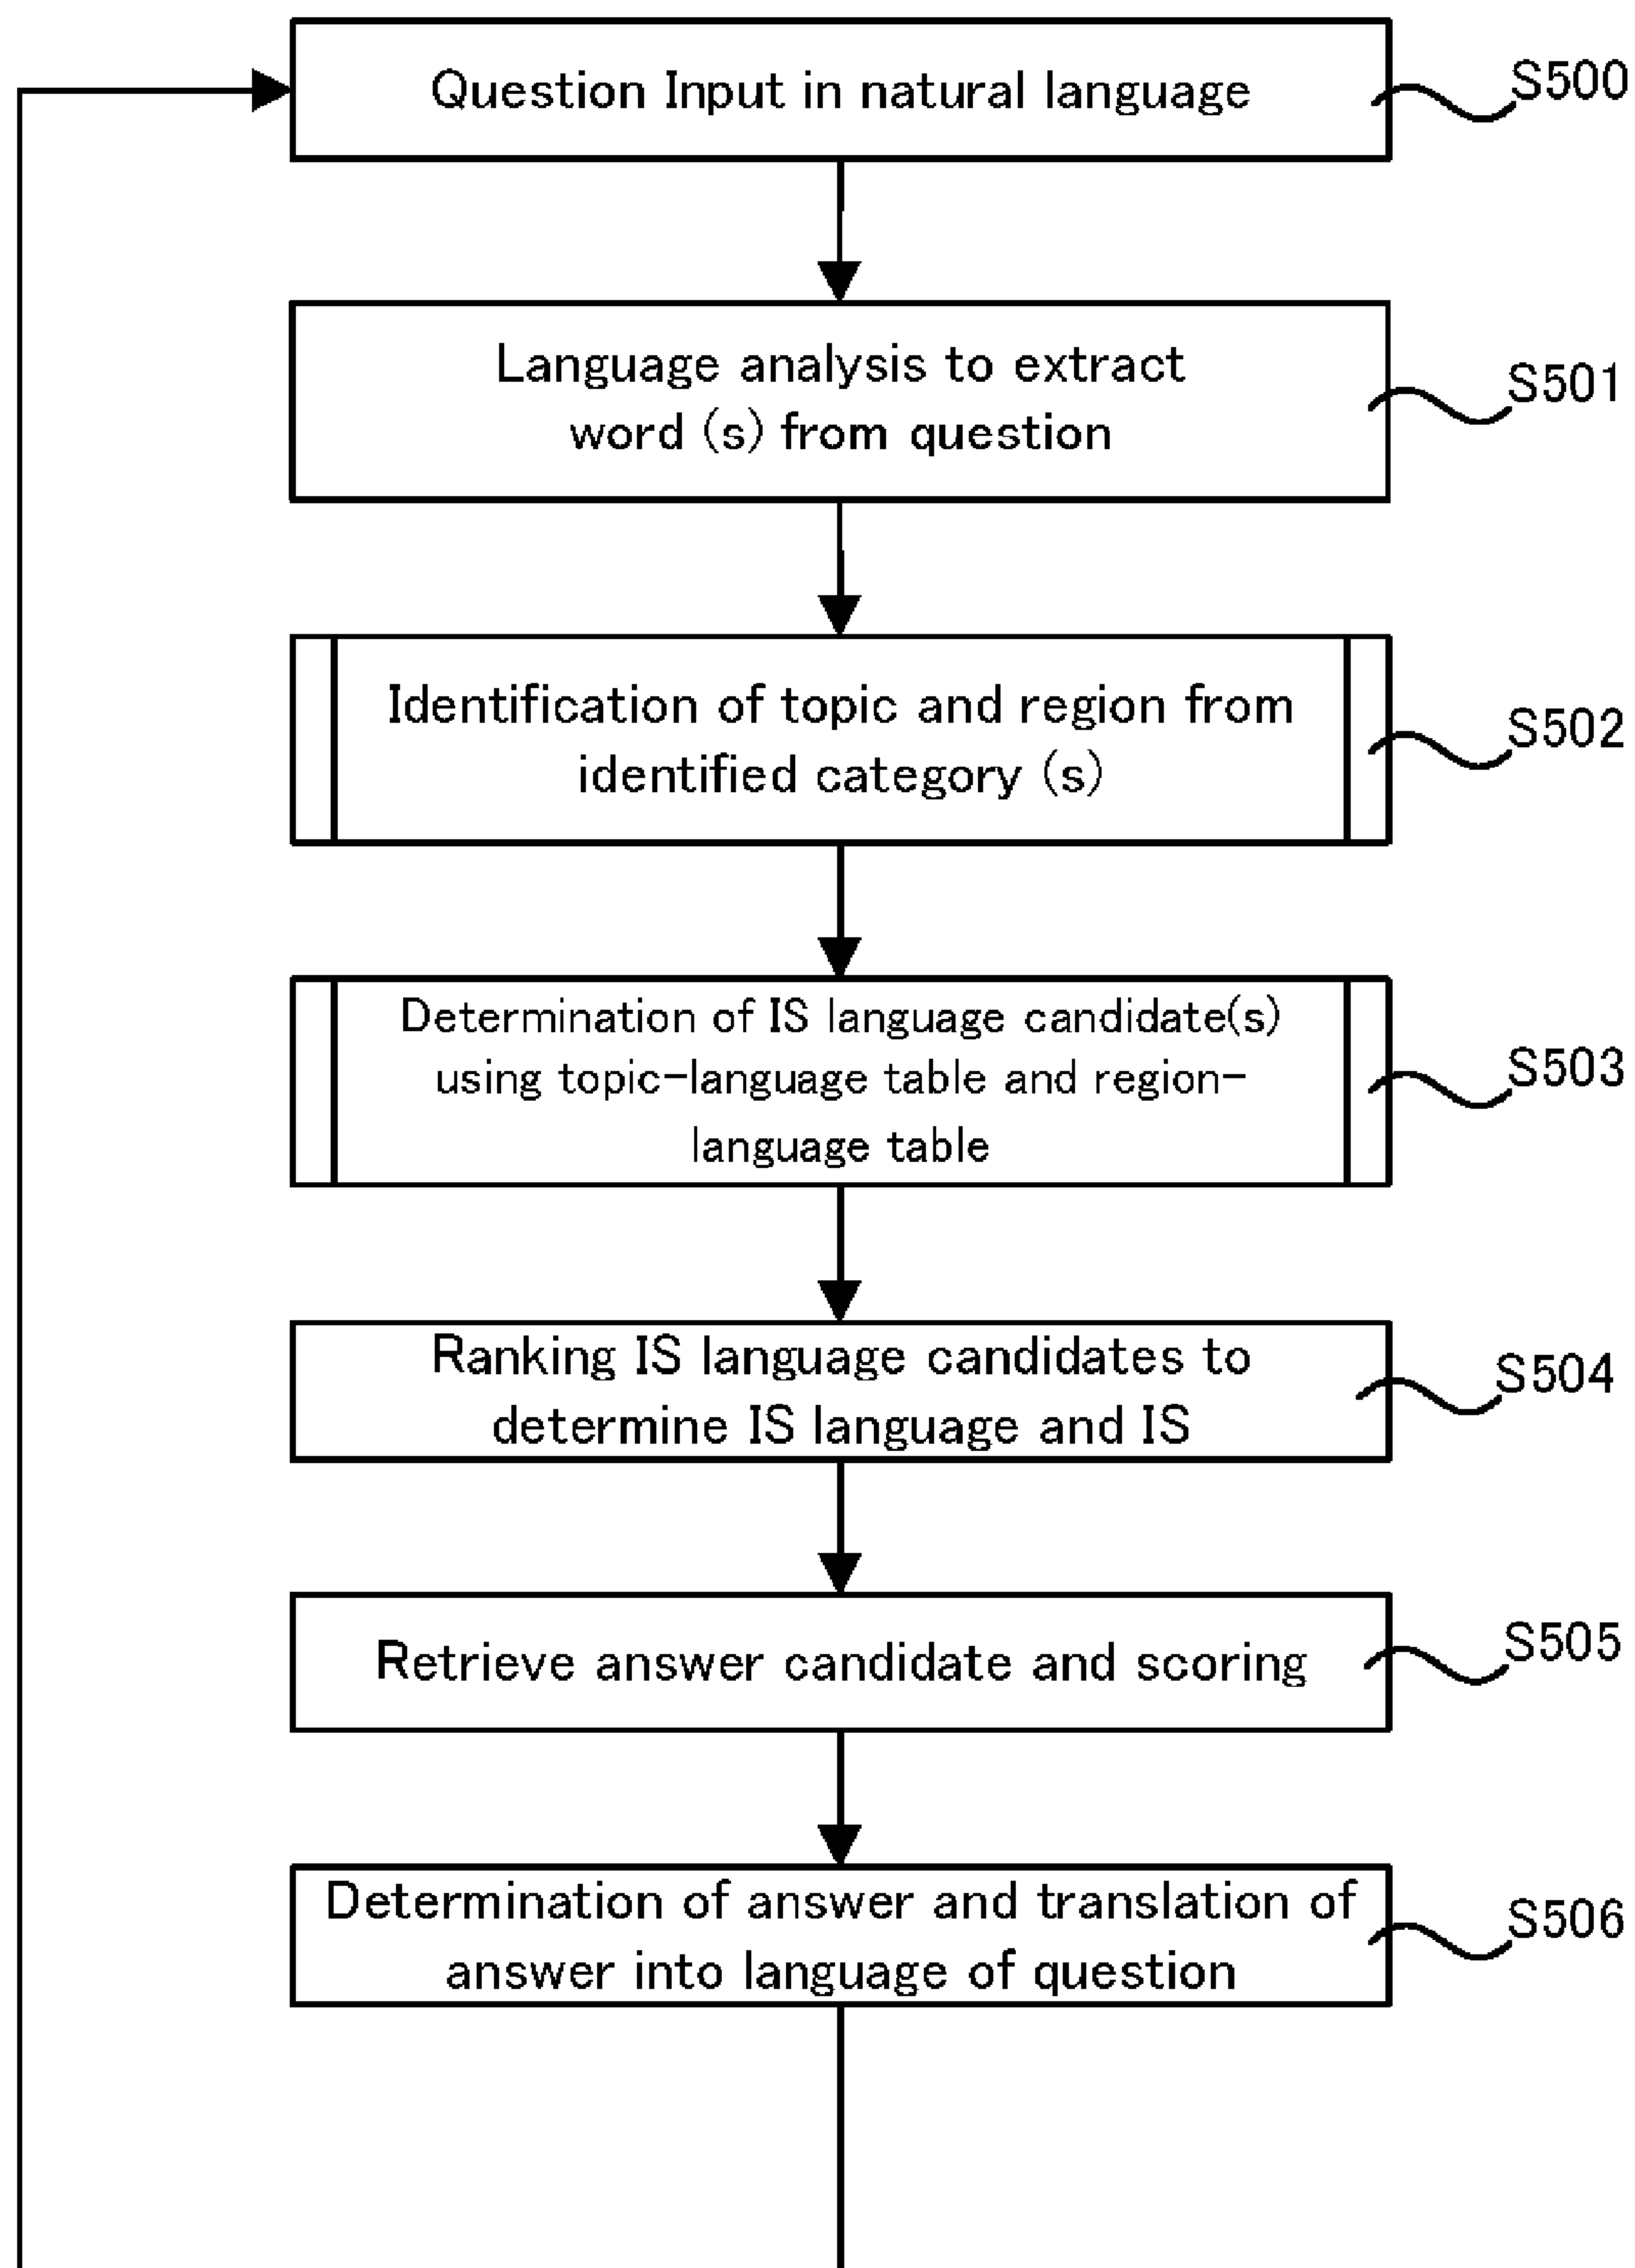 Question Input in natural language
S500
Language analysis to extract
word (s) from question
S501
Identification of topic and region from
identified category (s)
S502
Determination of IS language candidate(s)
using topic-language table and region-
language table
S503
Ranking IS language candidates to
determine IS language and IS
S504
Retrieve answer candidate and scoring
S505
Determination of answer and translation of
answer into language of question
S506